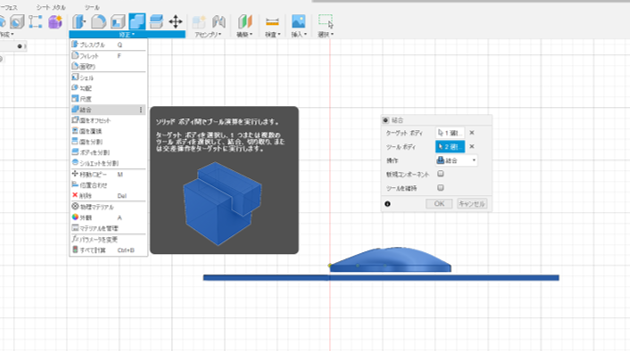 ーフェス シート メタル ツール
作成▼ 修正▼ アセンブリ▼ 構築▼ 検査▼ 挿入▼ 選択▼
プレス/プル Q
フィレット F
面取り
シェル
勾配
尺度
結合
面をオフセット
面を置換
面を分割
ボディを分割
シルエットを分割
移動/コピー M
位置合わせ
削除 Del
物理マテリアル
外観 A
マテリアルを管理
パラメータを変更
すべて計算 Ctrl+B
ソリッド ボディ間でブール演算を実行します。
ターゲット ボディを選択し、1 つまたは複数の
ツール ボディを選択して、結合、切り取り、また
は交差操作をターゲットに実行します。
結合
ターゲット ボディ 1 選択
ツール ボディ 2 選択
操作 結合
新規コンポーネント
ツールを維持
OK キャンセル